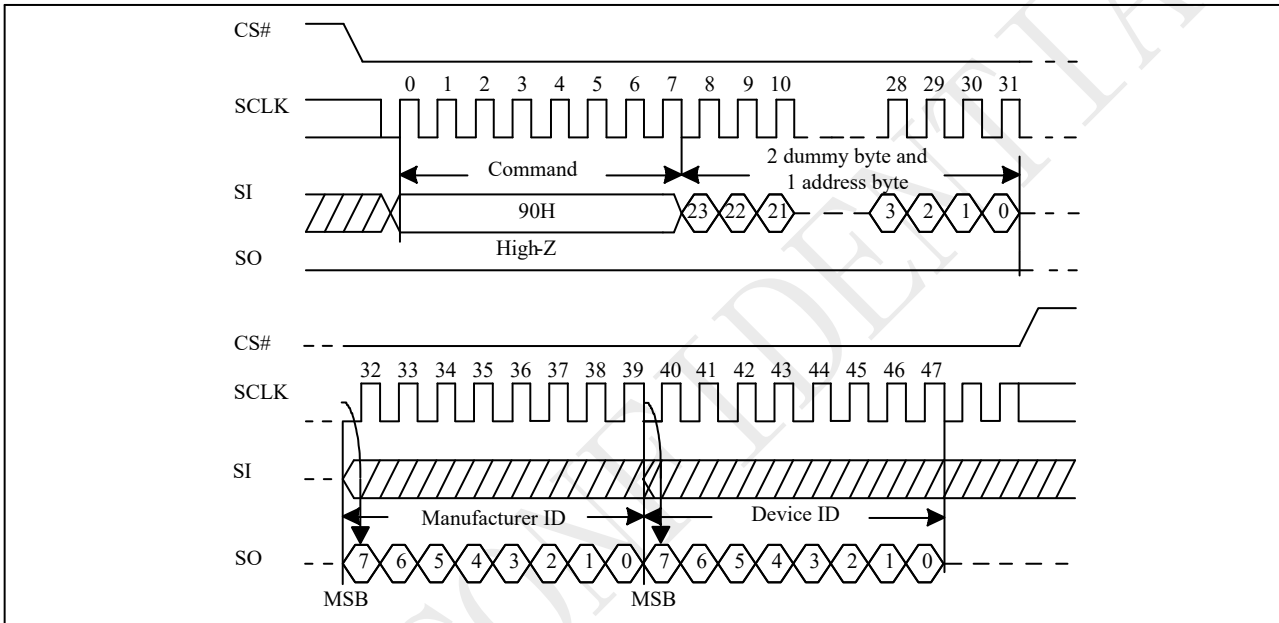 CS#
0 1 2 3 4 5 6 7 8 9 10 28 29 30 31
SCLK
Command
2 dummy byte and
1 address byte
SI
90H
23 22 21 3 2 1 0
High-Z
SO
CS#
32 33 34 35 36 37 38 39 40 41 42 43 44 45 46 47
SCLK
SI
Manufacturer ID
Device ID
SO
7 6 5 4 3 2 1 0 7 6 5 4 3 2 1 0
MSB
MSB
CONFIDENTIA